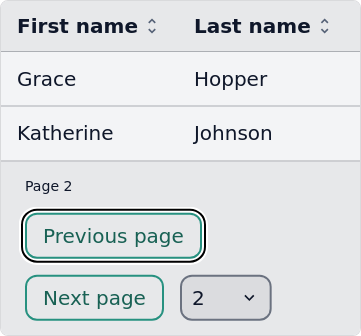 First name Last name
Grace Hopper
Katherine Johnson
Page 2
Previous page
Next page 2